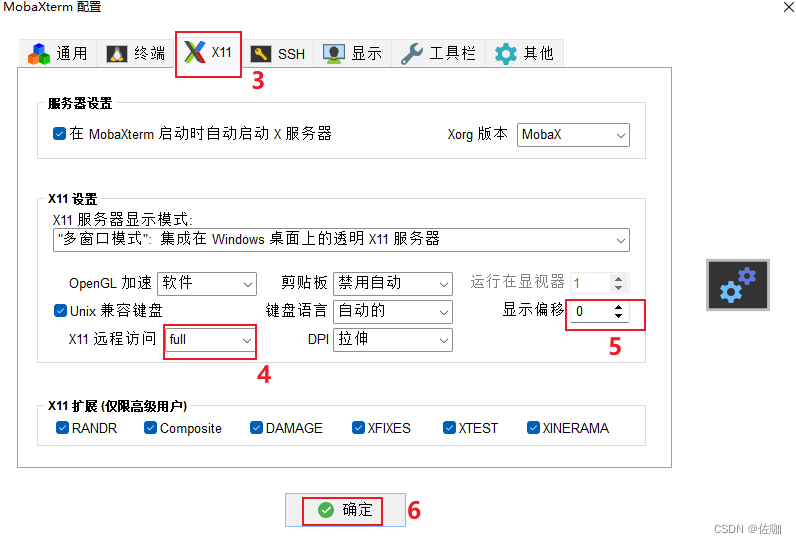 MobaXterm 配置
通用 终端 X11 SSH 显示 工具栏 其他
3
服务器设置
在 MobaXterm 启动时自动启动 X 服务器 Xorg 版本 MobaX
X11 设置
X11 服务器显示模式:
"多窗口模式": 集成在 Windows 桌面上的透明 X11 服务器
OpenGL 加速 软件 剪贴板 禁用自动 运行在显视器 1
Unix 兼容键盘 键盘语言 自动的 显示偏移 0
X11 远程访问 full DPI 拉伸
4 5
X11 扩展 (仅限高级用户)
RANDR Composite DAMAGE XFIXES XTEST XINERAMA
确定 6
CSDN @佐咖